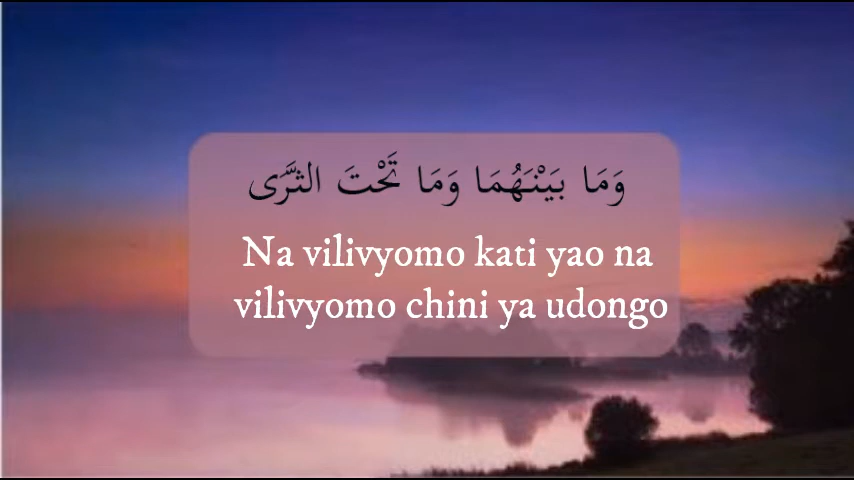 وَمَا بَيْنَهُمَا وَمَا تَحْتَ الثَّرَى
Na vilivyomo kati yao na
vilivyomo chini ya udongo